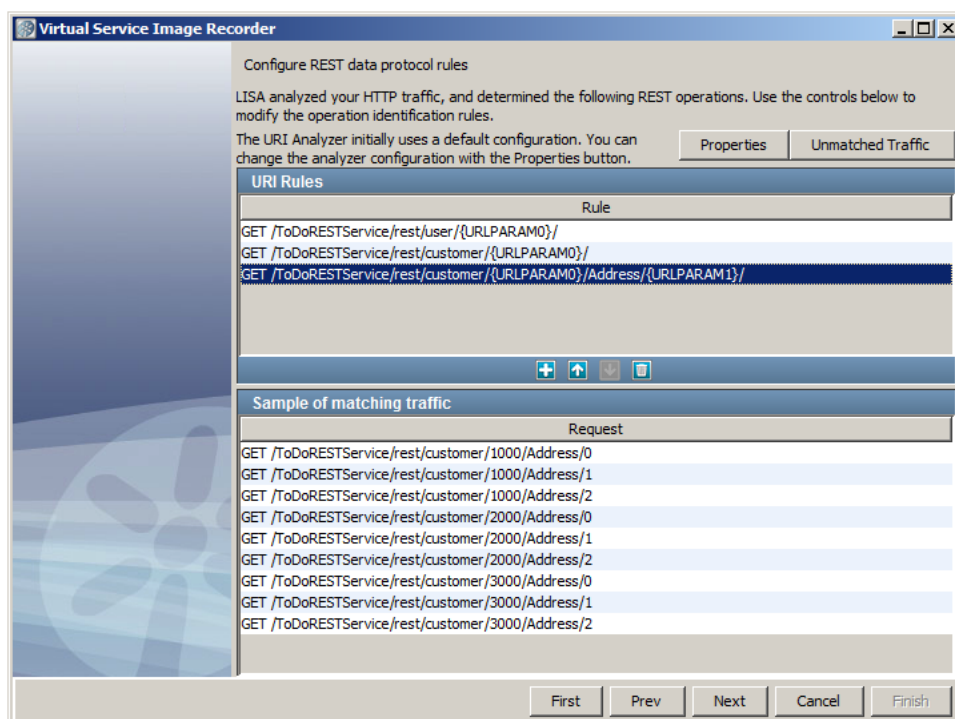 Virtual Service Image Recorder
Configure REST data protocol rules
LISA analyzed your HTTP traffic, and determined the following REST operations. Use the controls below to
modify the operation identification rules.
The URI Analyzer initially uses a default configuration. You can
change the analyzer configuration with the Properties button.
Properties
Unmatched Traffic
URI Rules
Rule
GET /ToDoRESTService/rest/user/{URLPARAM0}/
GET /ToDoRESTService/rest/customer/{URLPARAM0}/
GET /ToDoRESTService/rest/customer/{URLPARAM0}/Address/{URLPARAM1}/
Sample of matching traffic
Request
GET /ToDoRESTService/rest/customer/1000/Address/0
GET /ToDoRESTService/rest/customer/1000/Address/1
GET /ToDoRESTService/rest/customer/1000/Address/2
GET /ToDoRESTService/rest/customer/2000/Address/0
GET /ToDoRESTService/rest/customer/2000/Address/1
GET /ToDoRESTService/rest/customer/2000/Address/2
GET /ToDoRESTService/rest/customer/3000/Address/0
GET /ToDoRESTService/rest/customer/3000/Address/1
GET /ToDoRESTService/rest/customer/3000/Address/2
First
Prev
Next
Cancel
Finish